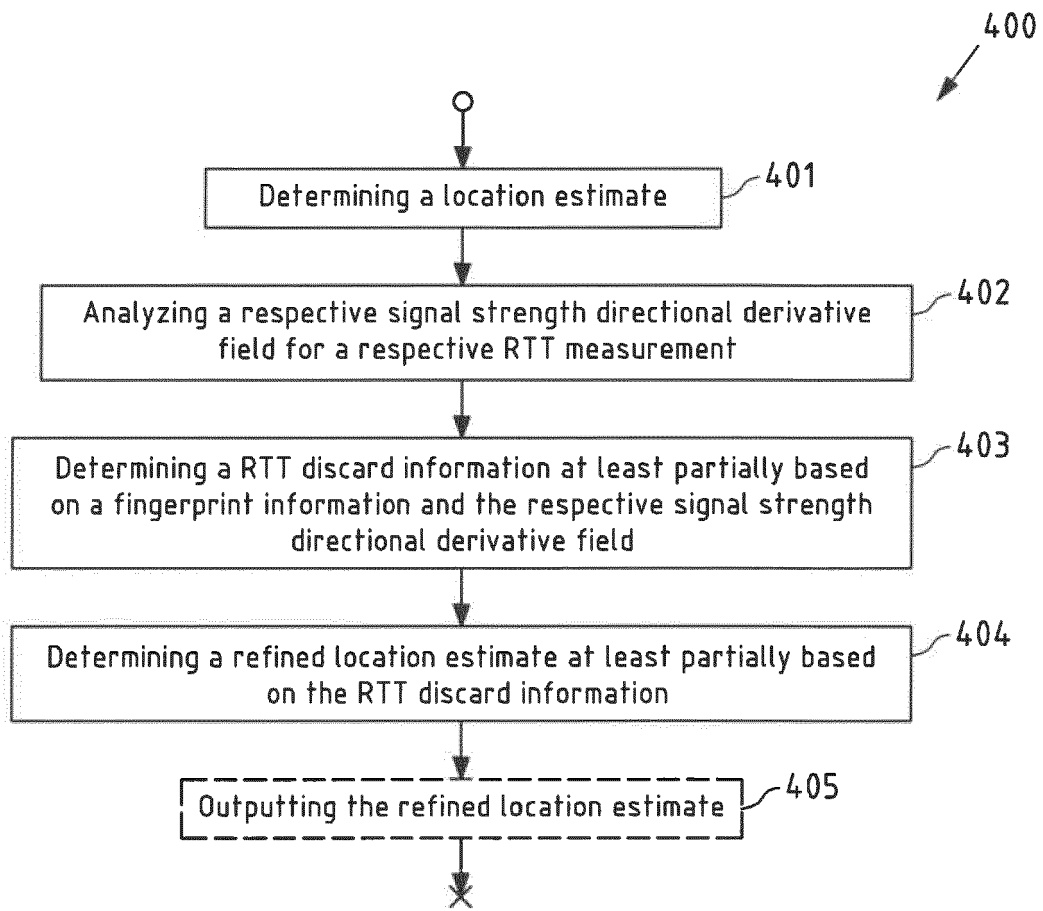 400
Determining a location estimate
401
Analyzing a respective signal strength directional derivative
field for a respective RTT measurement
402
Determining a RTT discard information at least partially based
on a fingerprint information and the respective signal strength
directional derivative field
403
Determining a refined location estimate at least partially based
on the RTT discard information
404
Outputting the refined location estimate
405